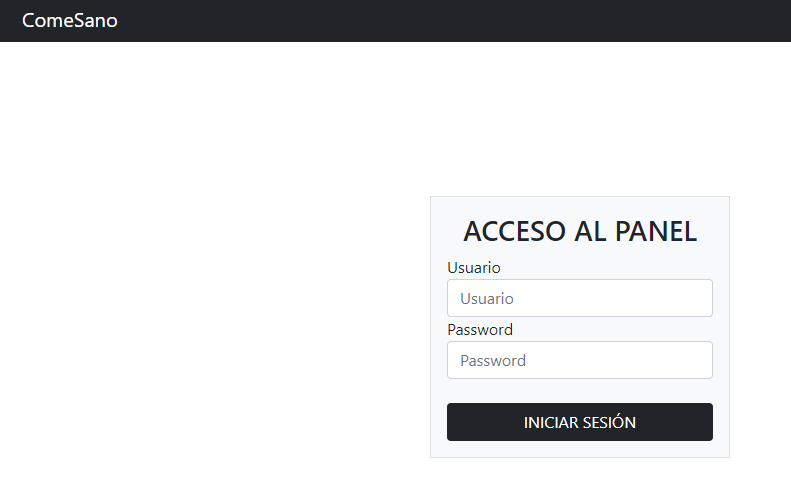 ComeSano
ACCESO AL PANEL
Usuario
Usuario
Password
Password
INICIAR SESIÓN